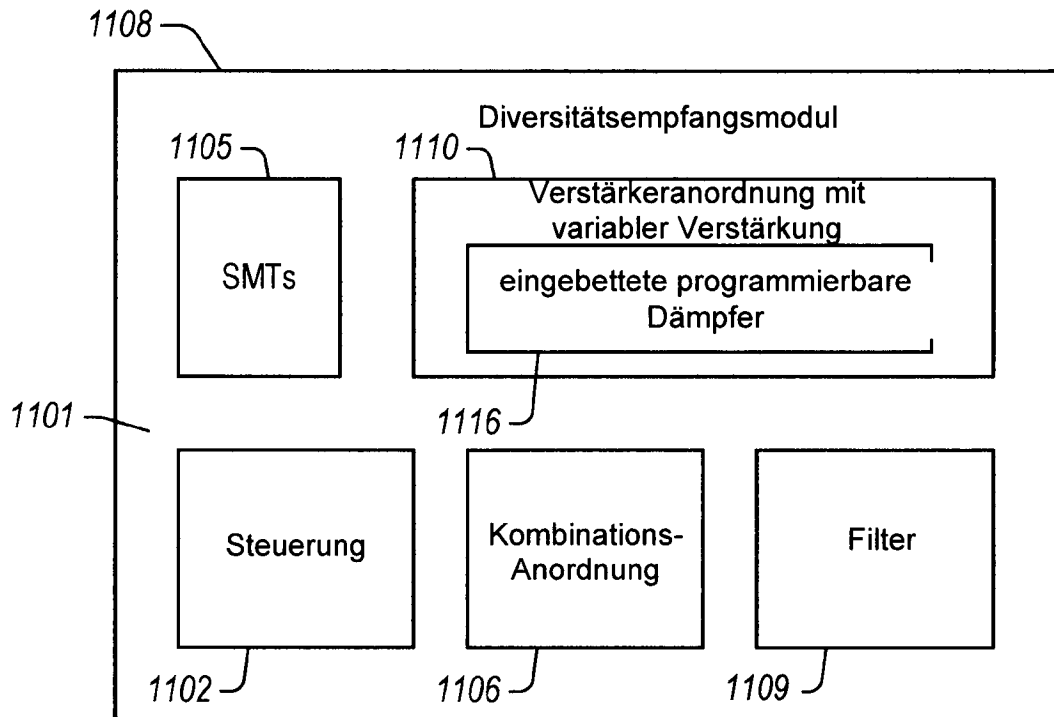 1108
Diversitätsempfangsmodul
1105
1110
Verstärkeranordnung mit
variabler Verstärkung
SMTs
eingebettete programmierbare
Dämpfer
1101
1116
Steuerung
Kombinations-
Anordnung
Filter
1102
1106
1109